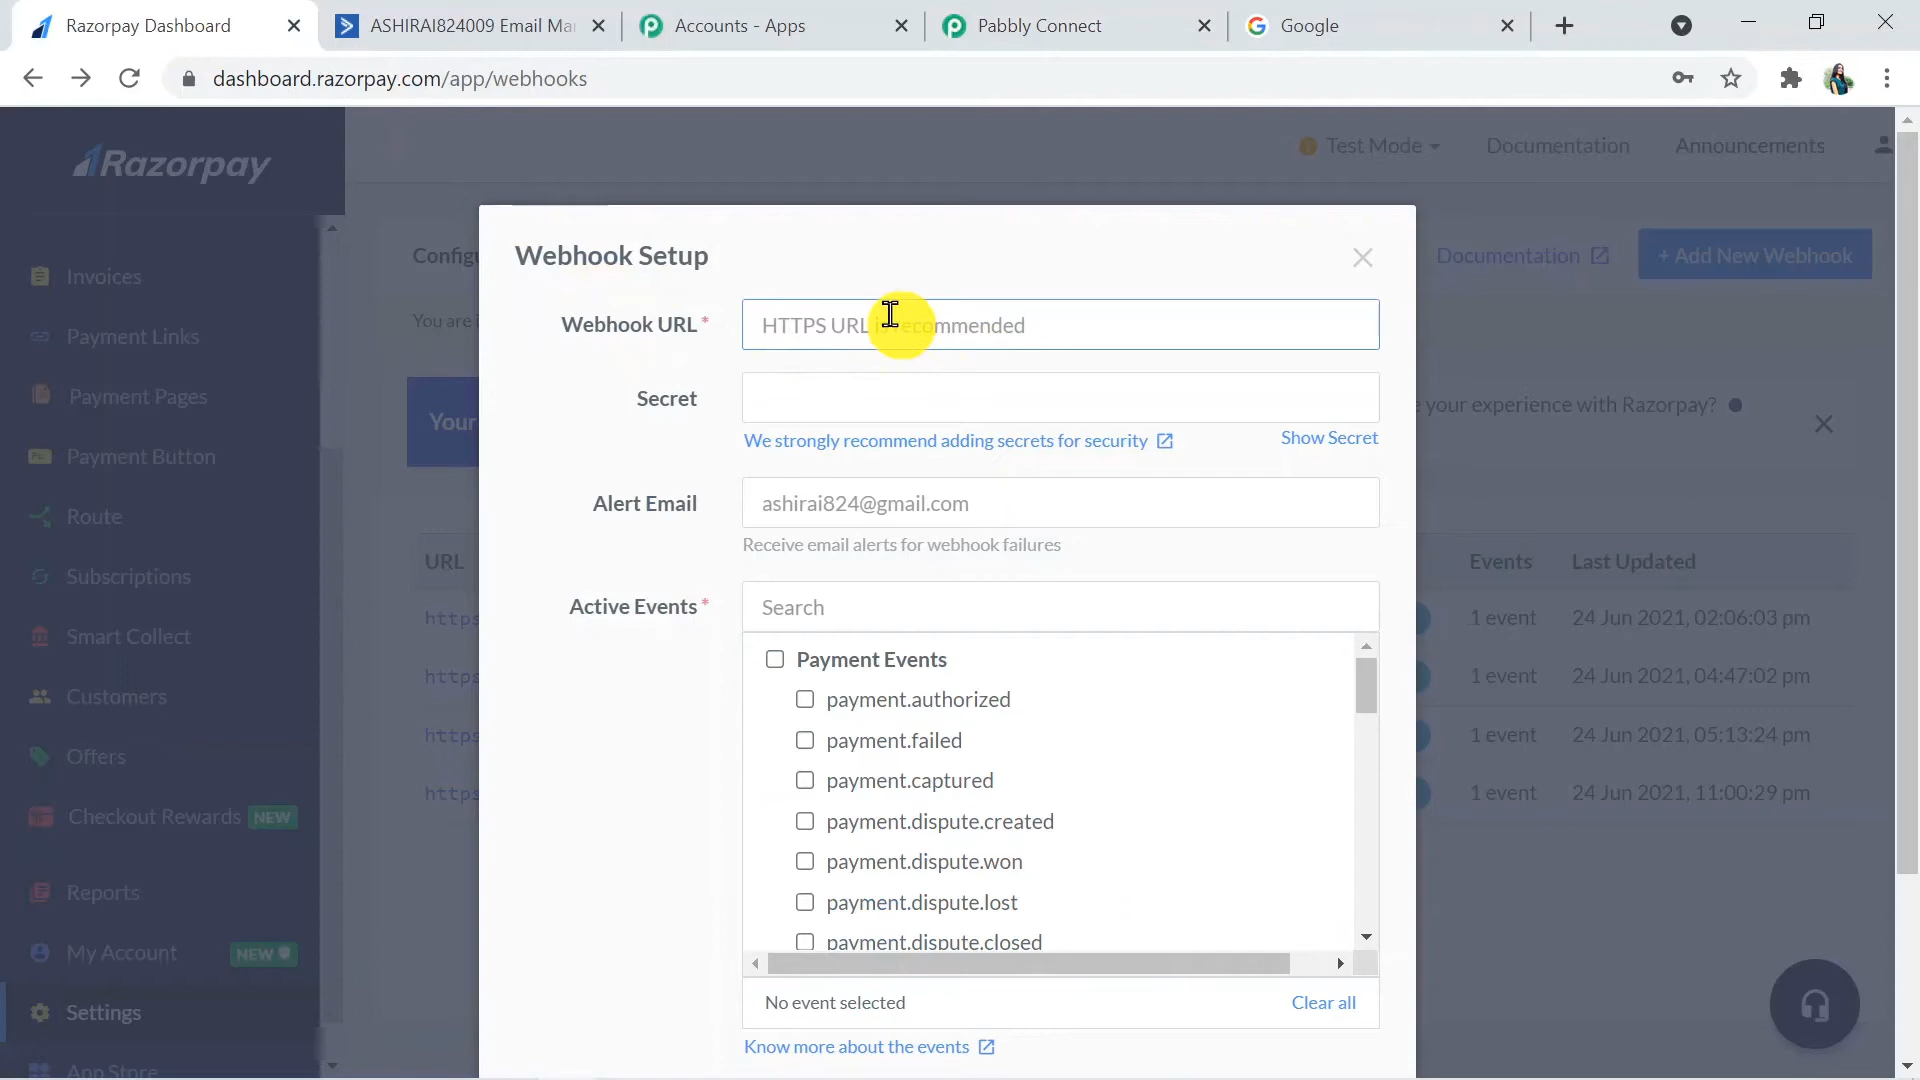 Razorpay Dashboard
ASHIRAI824009 Email Ma
Accounts - Apps
Pabbly Connect
Google
dashboard.razorpay.com/app/webhooks
Razorpay
Test Mode
Documentation
Announcements
Invoices
Payment Links
Payment Pages
Payment Button
Route
Subscriptions
Smart Collect
Customers
Offers
Checkout Rewards NEW
Reports
My Account NEW
Settings
App Store
Documentation
+ Add New Webhook
You are
Your
e your experience with Razorpay?
URL
Events
Last Updated
https
1 event
24 Jun 2021, 02:06:03 pm
https
1 event
24 Jun 2021, 04:47:02 pm
https
1 event
24 Jun 2021, 05:13:24 pm
https
1 event
24 Jun 2021, 11:00:29 pm
Webhook Setup
Webhook URL *
HTTPS URL is recommended
Secret
We strongly recommend adding secrets for security
Show Secret
Alert Email
ashirai824@gmail.com
Receive email alerts for webhook failures
Active Events *
Search
Payment Events
payment.authorized
payment.failed
payment.captured
payment.dispute.created
payment.dispute.won
payment.dispute.lost
payment.dispute.closed
No event selected
Clear all
Know more about the events